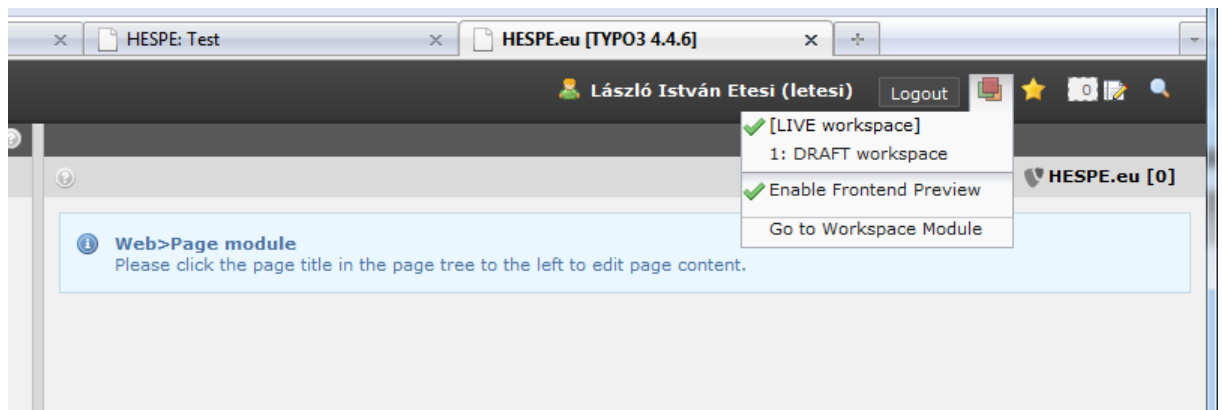 HESPE: Test
HESPE.eu [TYPO3 4.4.6]
László István Etesi (letesi)
Logout
0
[LIVE workspace]
1: DRAFT workspace
Enable Frontend Preview
Go to Workspace Module
HESPE.eu [0]
Web>Page module
Please click the page title in the page tree to the left to edit page content.